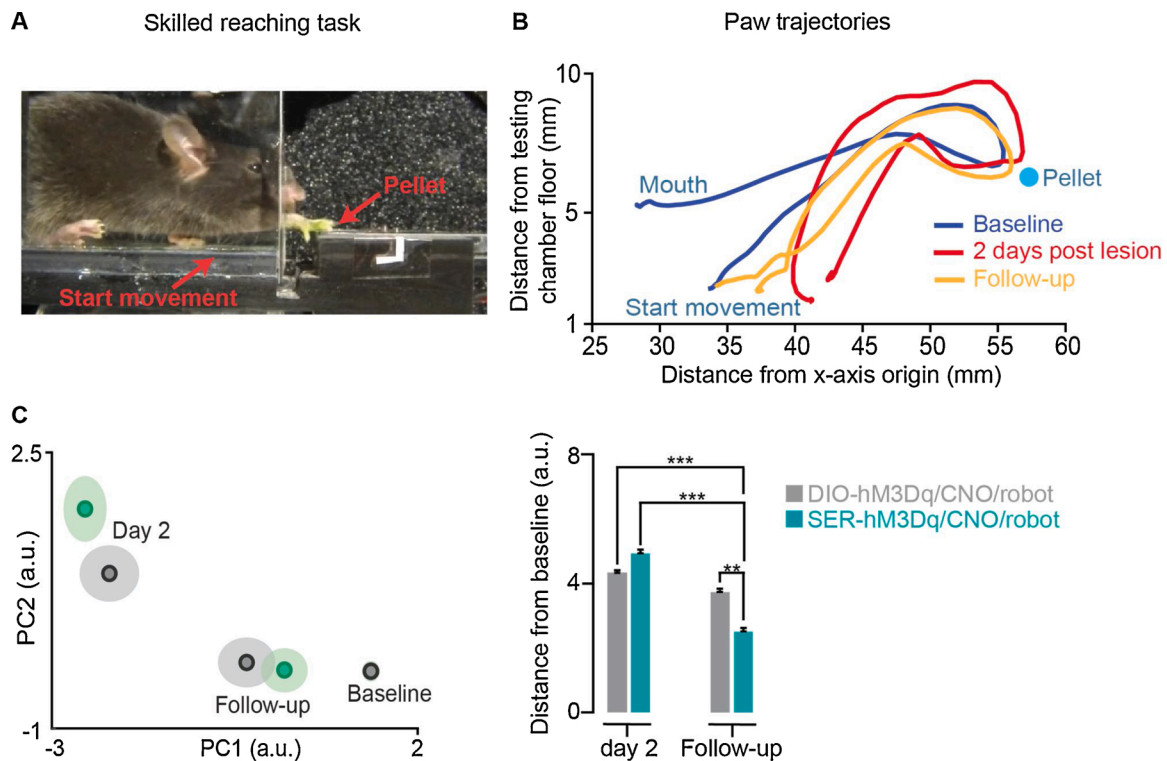 A
Skilled reaching task
Pellet
Start movement
B
Paw trajectories
Distance from testing
chamber floor (mm)
10
5
1
Mouth
Start movement
Pellet
Baseline
2 days post lesion
Follow-up
25 30 35 40 45 50 55 60
Distance from x-axis origin (mm)
C
2.5
PC2 (a.u.)
-1
Day 2
Follow-up
Baseline
-3
PC1 (a.u.)
2
Distance from baseline (a.u.)
8
4
0
***
***
**
DIO-hM3Dq/CNO/robot
SER-hM3Dq/CNO/robot
day 2
Follow-up